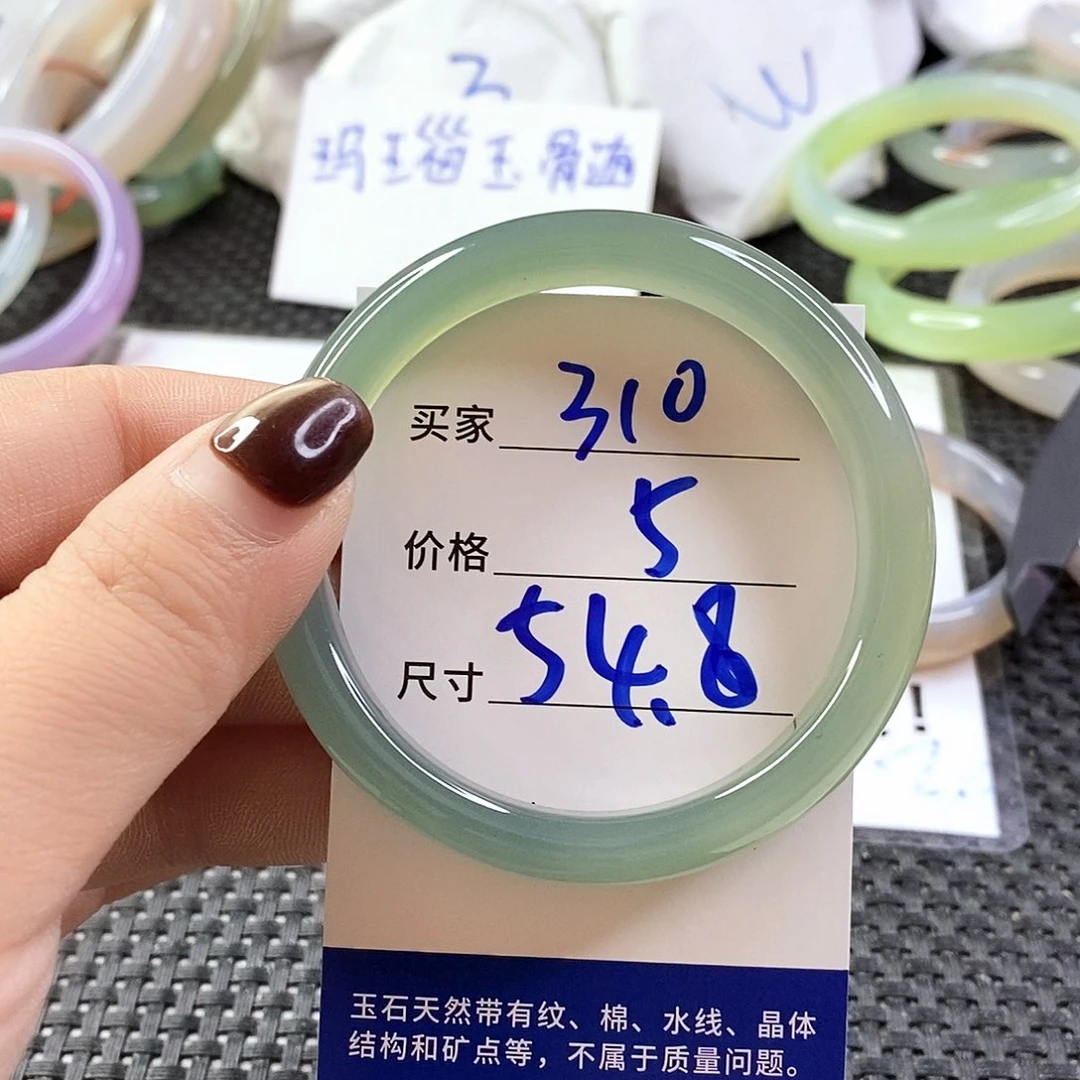 3
W
玛瑙玉骨髓
买家 310
价格 5
尺寸 54.8
!
玉石天然带有纹、棉、水线、晶体
结构和矿点等，不属于质量问题。